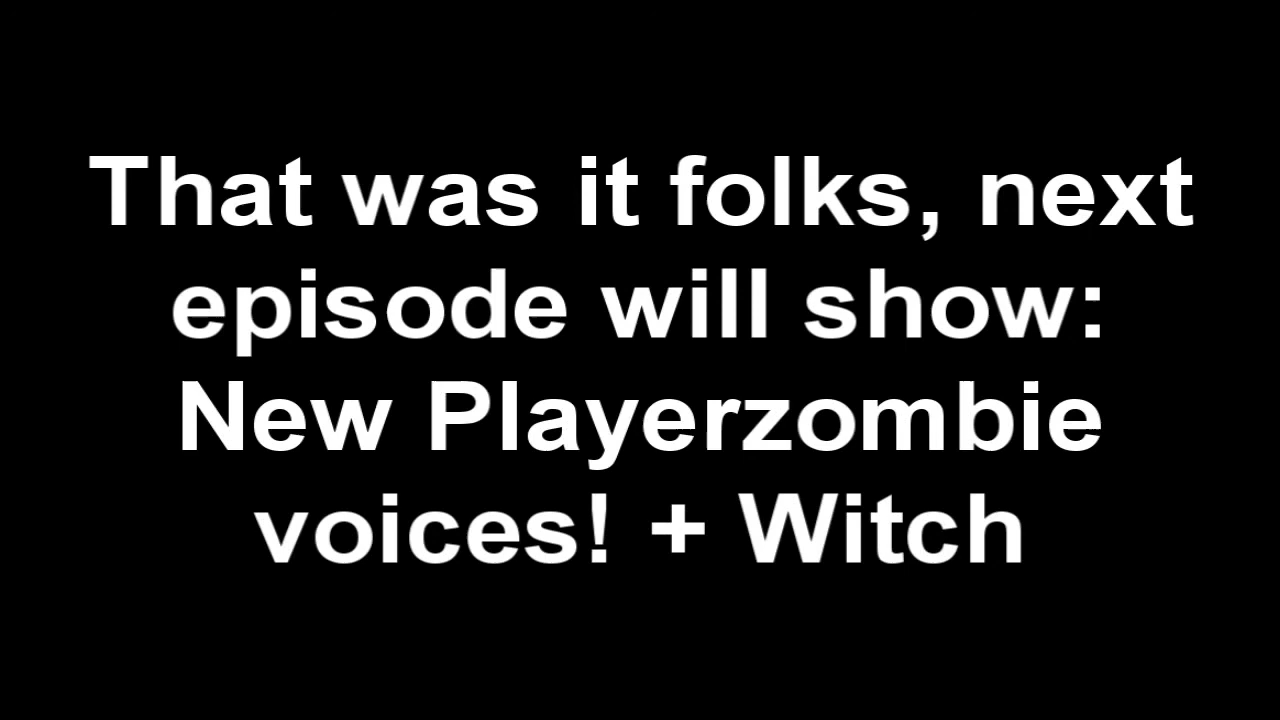 That was it folks, next
episode will show:
New Playerzombie
voices! + Witch